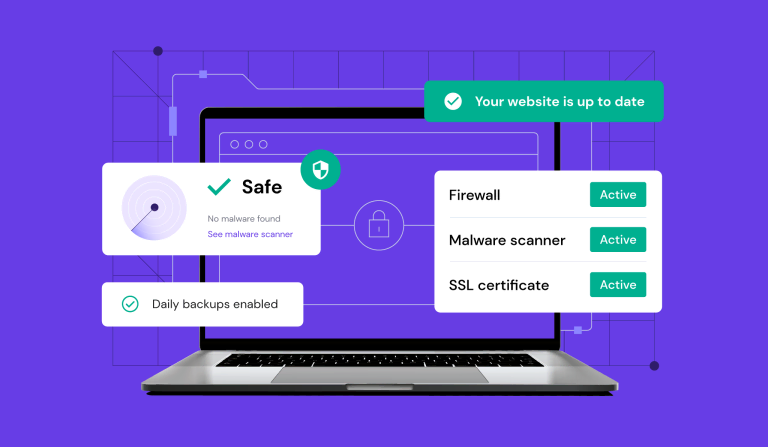 Your website is up to date
Safe
No malware found
See malware scanner
Daily backups enabled
Firewall
Active
Malware scanner
Active
SSL certificate
Active